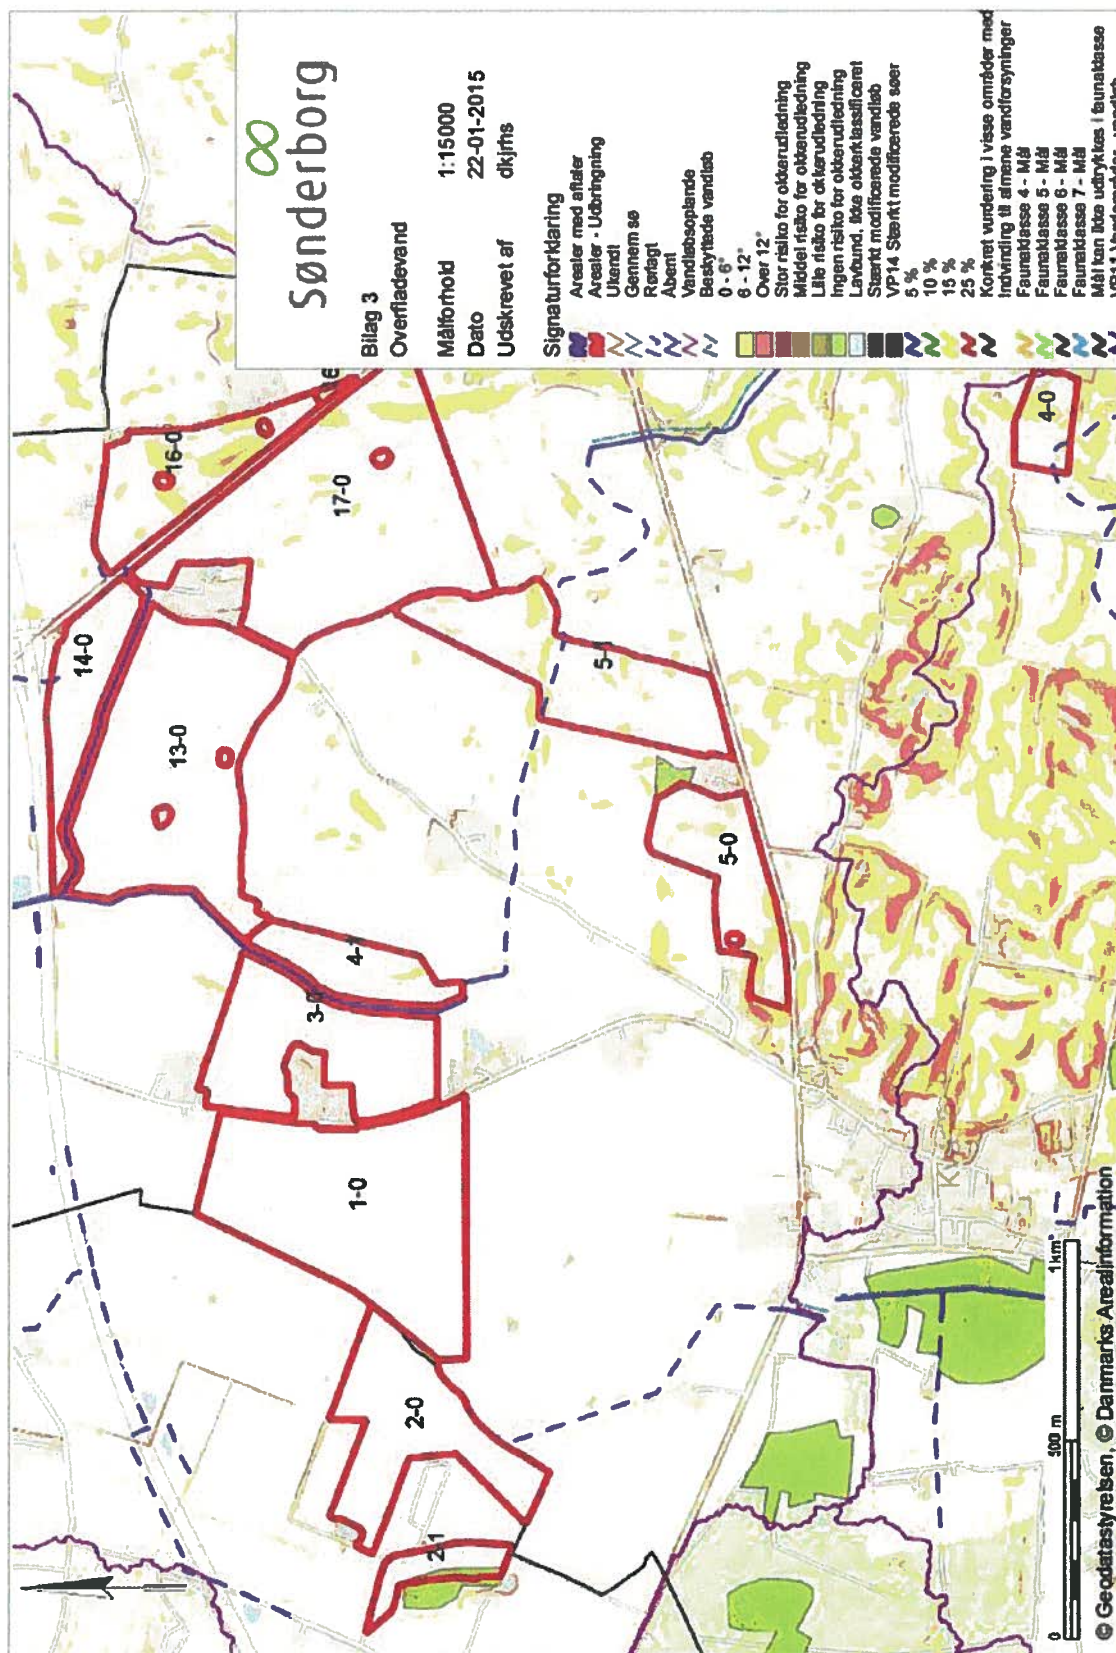 Sønderborg
Bilag 3
Overfladevand
Målforhold 1:15000
Dato 22-01-2015
Udskrevet af dkjrhs
Signaturforklaring
Arealer med aftaler
Arealer - Udbringning
Ukendt
Gennem sø
Rørlagt
Åbent
Vandløbsoplande
Beskyttede vandløb
0 - 6°
6 - 12°
Over 12°
Stor risiko for okkerudledning
Middel risiko for okkerudledning
Lille risiko for okkerudledning
Ingen risiko for okkerudledning
Lavbund, ikke okkerklassificeret
Stærkt modificerede vandløb
VP14 Stærkt modificerede søer
5 %
10 %
15 %
25 %
Konkret vurdering i visse områder med
Indvinding til almene vandforsyninger
Faunaklasse 4 - Mål
Faunaklasse 5 - Mål
Faunaklasse 6 - Mål
Faunaklasse 7 - Mål
Mål kan ikke udtrykkes i faunaklasse
16-0
17-0
14-0
13-0
5-1
5-0
4-0
4-1
3-0
1-0
2-0
2-1
0 500 m 1 km
© Geodatastyrelsen, © Danmarks Arealinformation